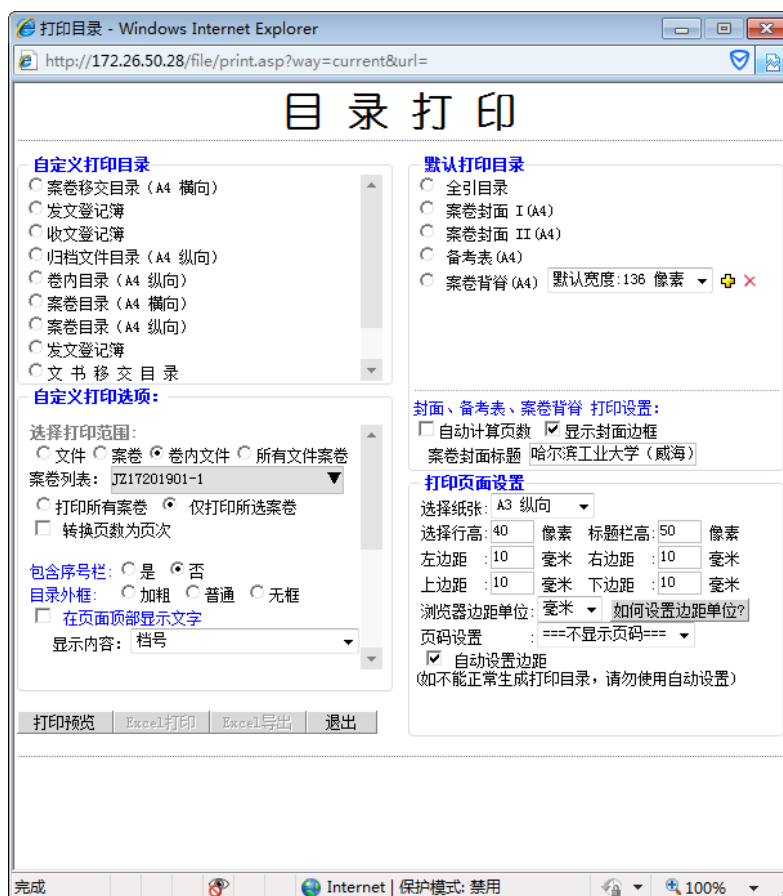 打印目录 - Windows Internet Explorer
http://172.26.50.28/file/print.asp?way=current&url=
目 录 打 印
自定义打印目录
案卷移交目录（A4 横向）
发文登记簿
收文登记簿
归档文件目录（A4 纵向）
卷内目录（A4 纵向）
案卷目录（A4 横向）
案卷目录（A4 纵向）
发文登记簿
文 书 移 交 目 录
自定义打印选项：
选择打印范围：
文件 案卷 卷内文件 所有文件案卷
案卷列表： JZ17201901-1
打印所有案卷 仅打印所选案卷
转换页数为页次
包含序号栏： 是 否
目录外框： 加粗 普通 无框
在页面顶部显示文字
显示内容： 档号
打印预览 Excel打印 Excel导出 退出
默认打印目录
全引目录
案卷封面 I(A4)
案卷封面 II(A4)
备考表(A4)
案卷背脊(A4) 默认宽度:136 像素
封面、备考表、案卷背脊 打印设置：
自动计算页数 显示封面边框
案卷封面标题 哈尔滨工业大学（威海）
打印页面设置
选择纸张: A3 纵向
选择行高: 40 像素 标题栏高: 50 像素
左边距 : 10 毫米 右边距 : 10 毫米
上边距 : 10 毫米 下边距 : 10 毫米
浏览器边距单位: 毫米 如何设置边距单位?
页码设置 : ===不显示页码===
自动设置边距
(如不能正常生成打印目录，请勿使用自动设置)
完成 Internet | 保护模式: 禁用 100%